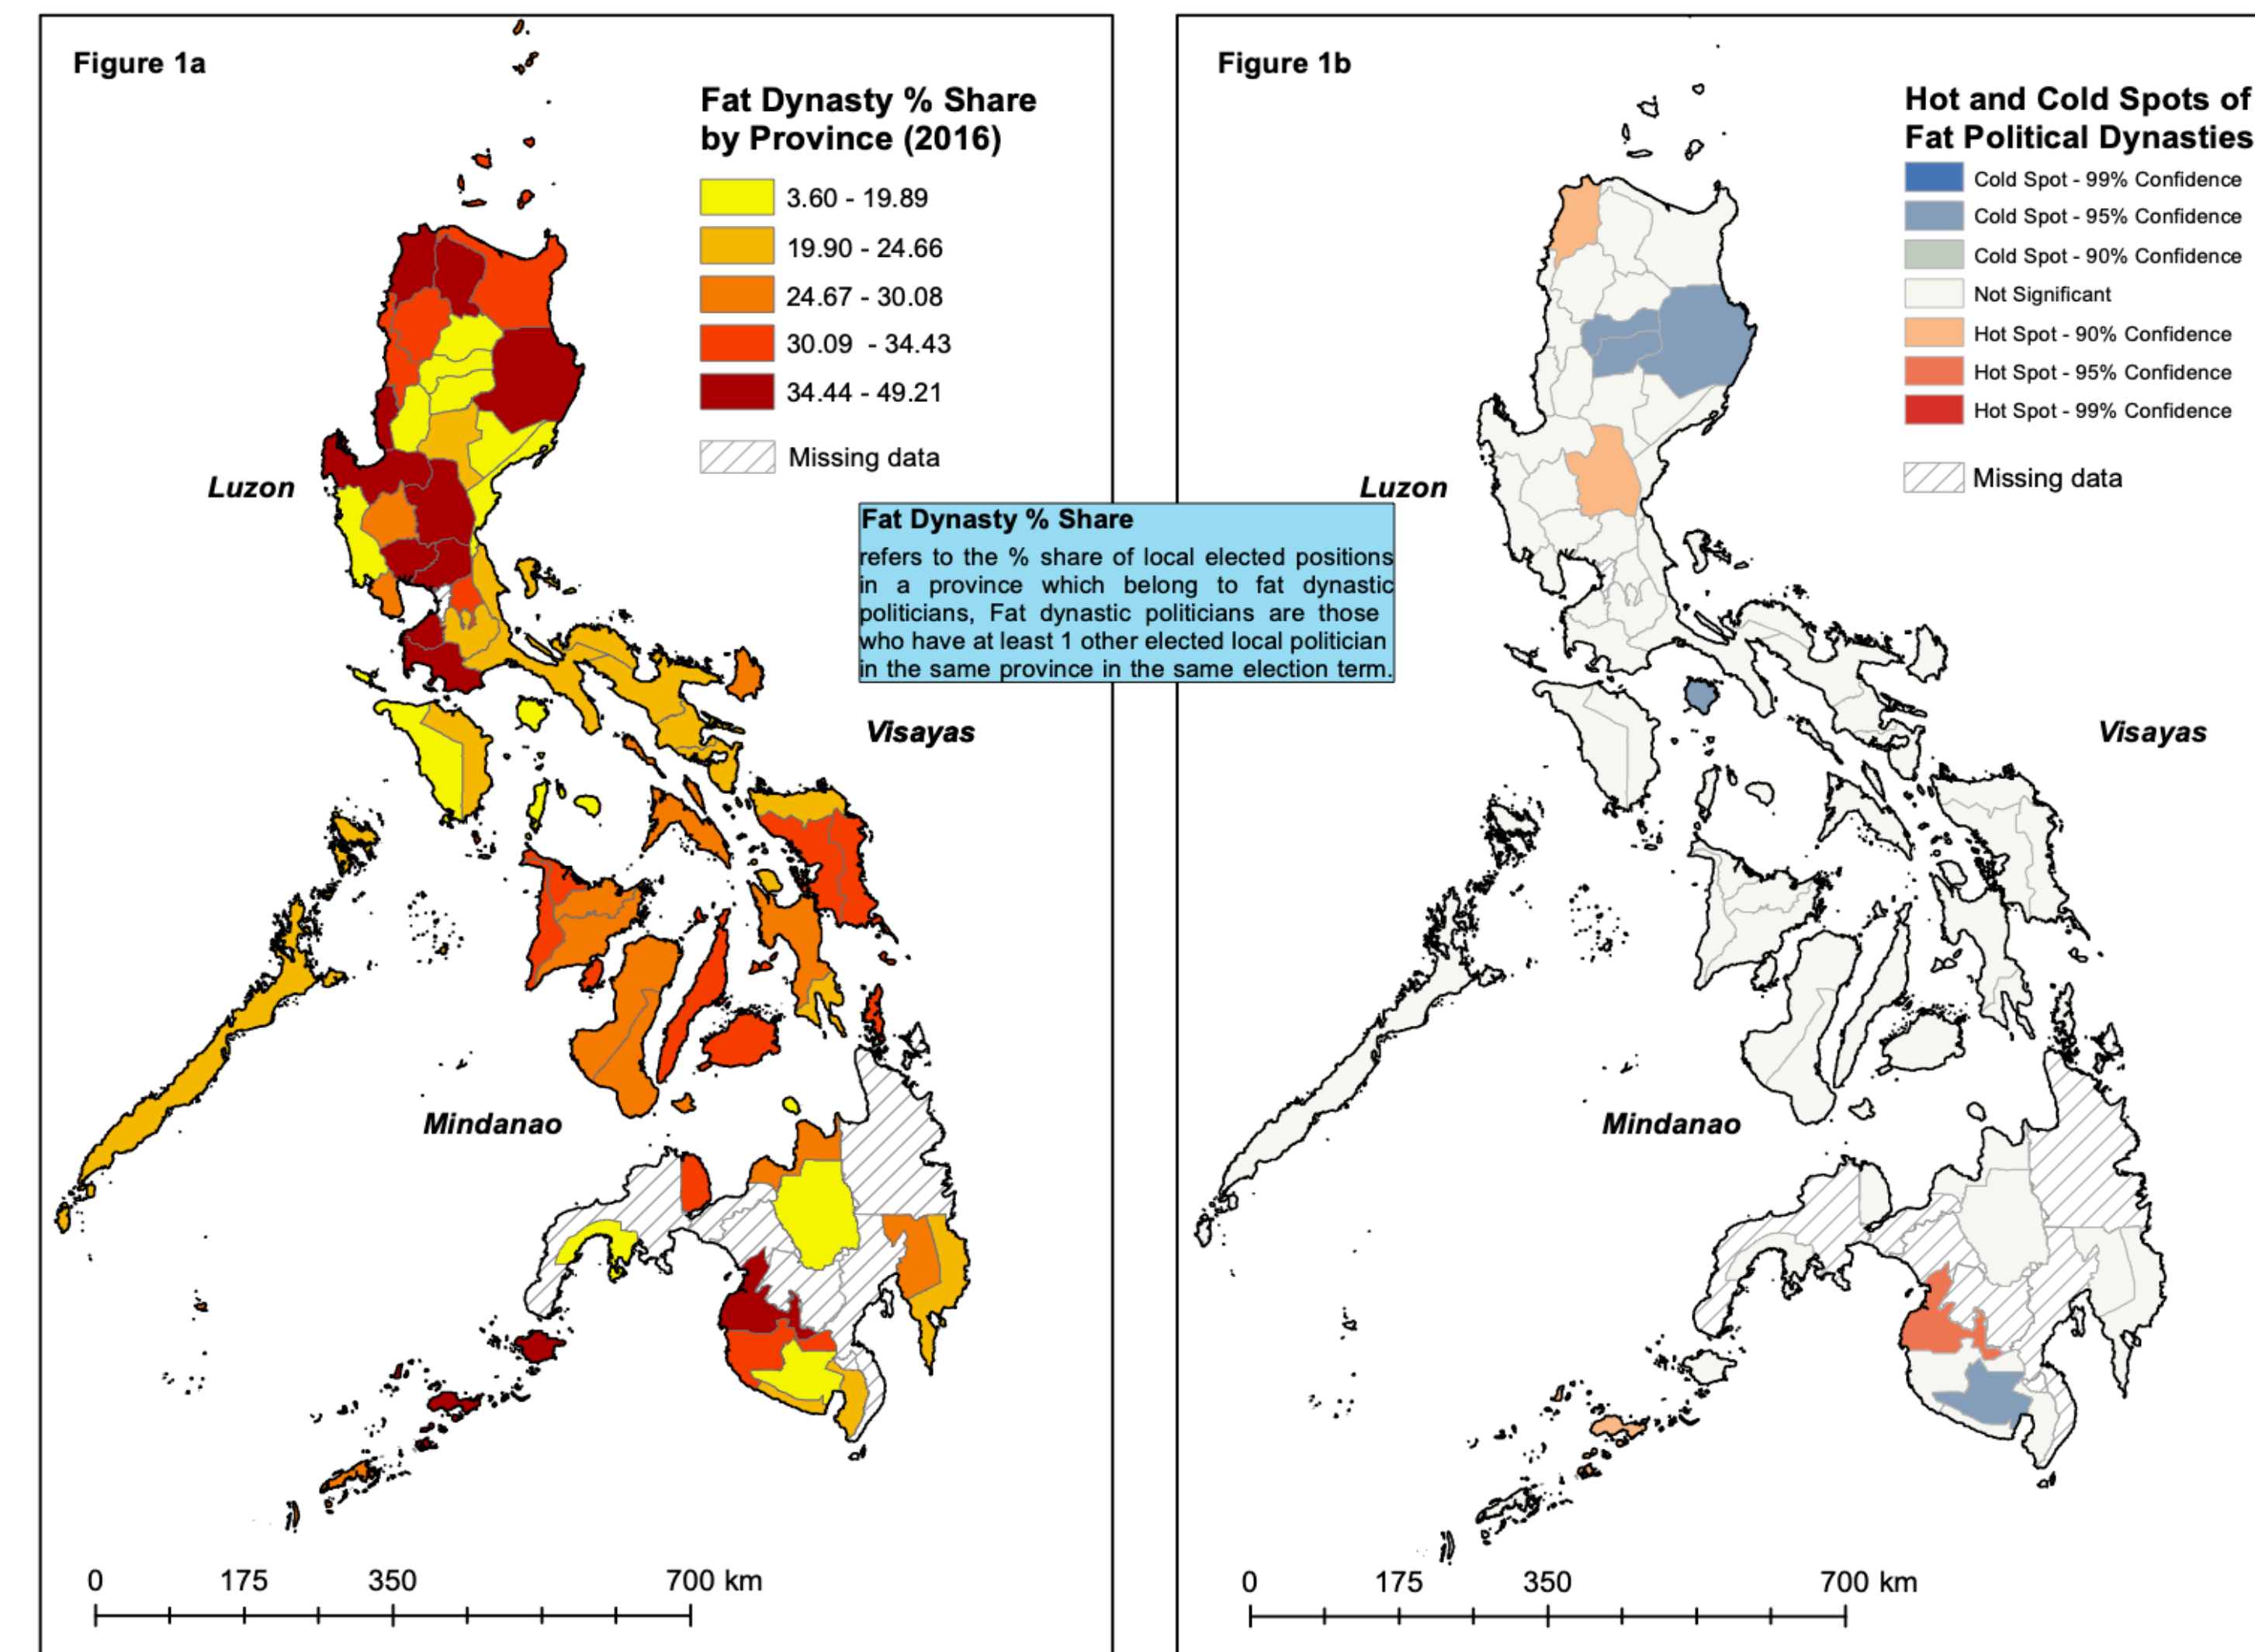 Figure 1a
Fat Dynasty % Share
by Province (2016)
3.60 - 19.89
19.90 - 24.66
24.67 - 30.08
30.09 - 34.43
34.44 - 49.21
Missing data
Luzon
Visayas
Mindanao
0 175 350 700 km
Fat Dynasty % Share
refers to the % share of local elected positions
in a province which belong to fat dynastic
politicians, Fat dynastic politicians are those
who have at least 1 other elected local politician
in the same province in the same election term.
Figure 1b
Hot and Cold Spots of
Fat Political Dynasties
Cold Spot - 99% Confidence
Cold Spot - 95% Confidence
Cold Spot - 90% Confidence
Not Significant
Hot Spot - 90% Confidence
Hot Spot - 95% Confidence
Hot Spot - 99% Confidence
Missing data
Luzon
Visayas
Mindanao
0 175 350 700 km